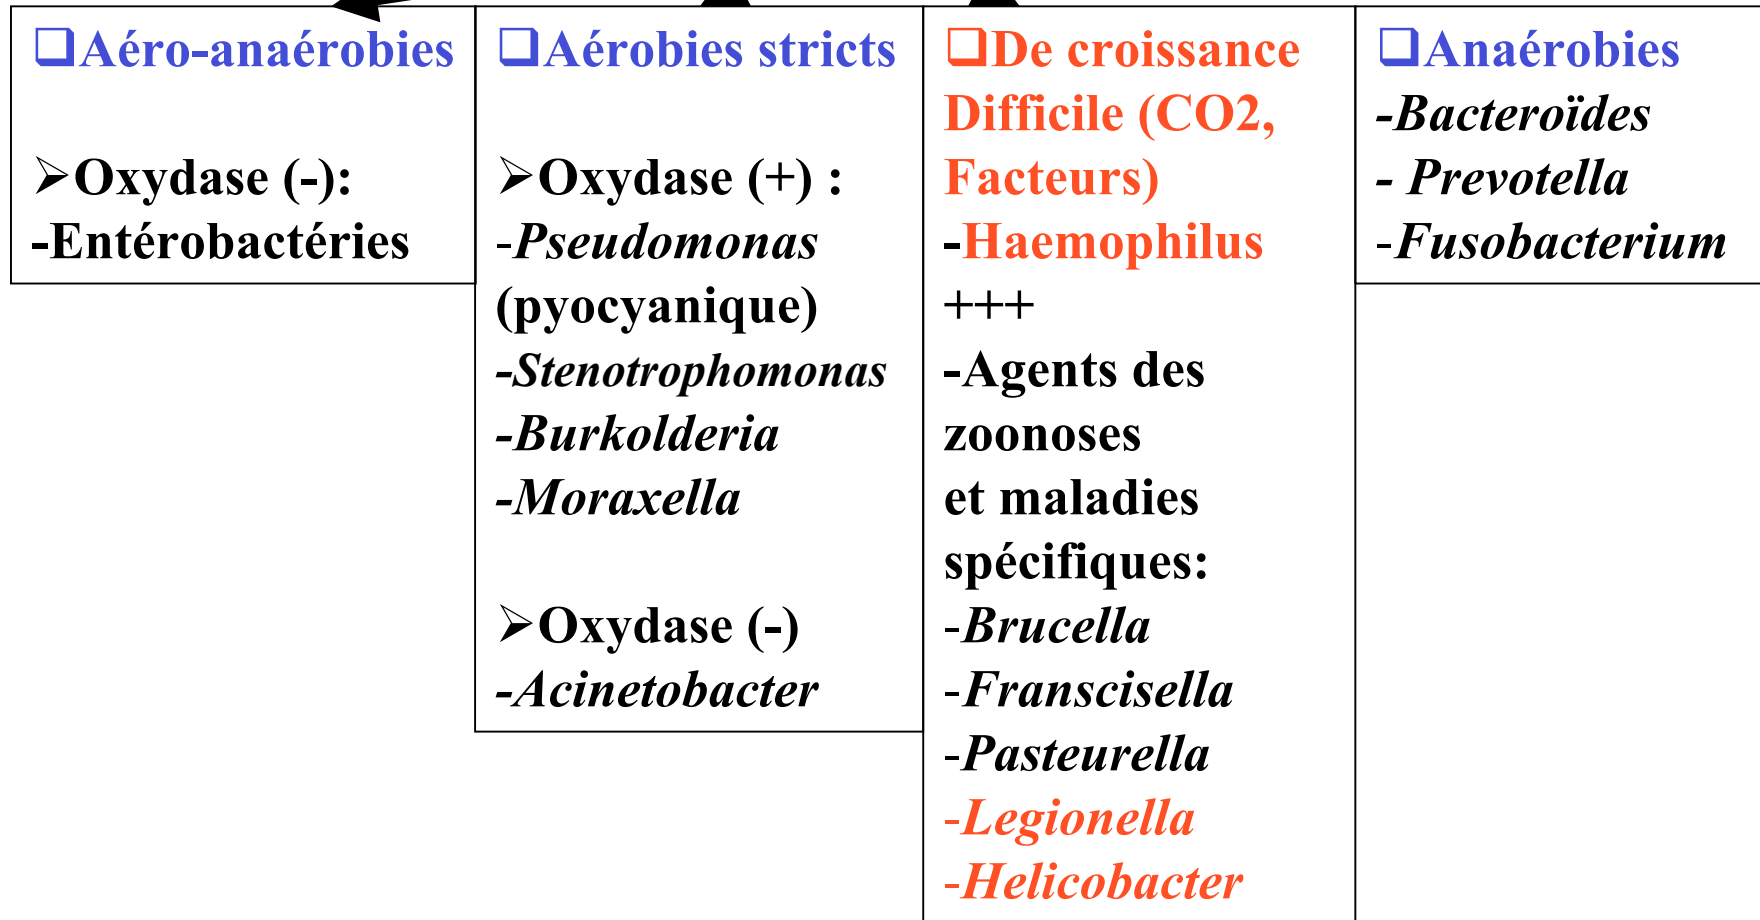 ❑Aéro-anaérobies
➢Oxydase (-):
-Entérobactéries
❑Aérobies stricts
➢Oxydase (+) :
-Pseudomonas
(pyocyanique)
-Stenotrophomonas
-Burkolderia
-Moraxella
➢Oxydase (-)
-Acinetobacter
❑De croissance
Difficile (CO2,
Facteurs)
-Haemophilus
+++
-Agents des
zoonoses
et maladies
spécifiques:
-Brucella
-Franscisella
-Pasteurella
-Legionella
-Helicobacter
❑Anaérobies
-Bacteroïdes
- Prevotella
-Fusobacterium